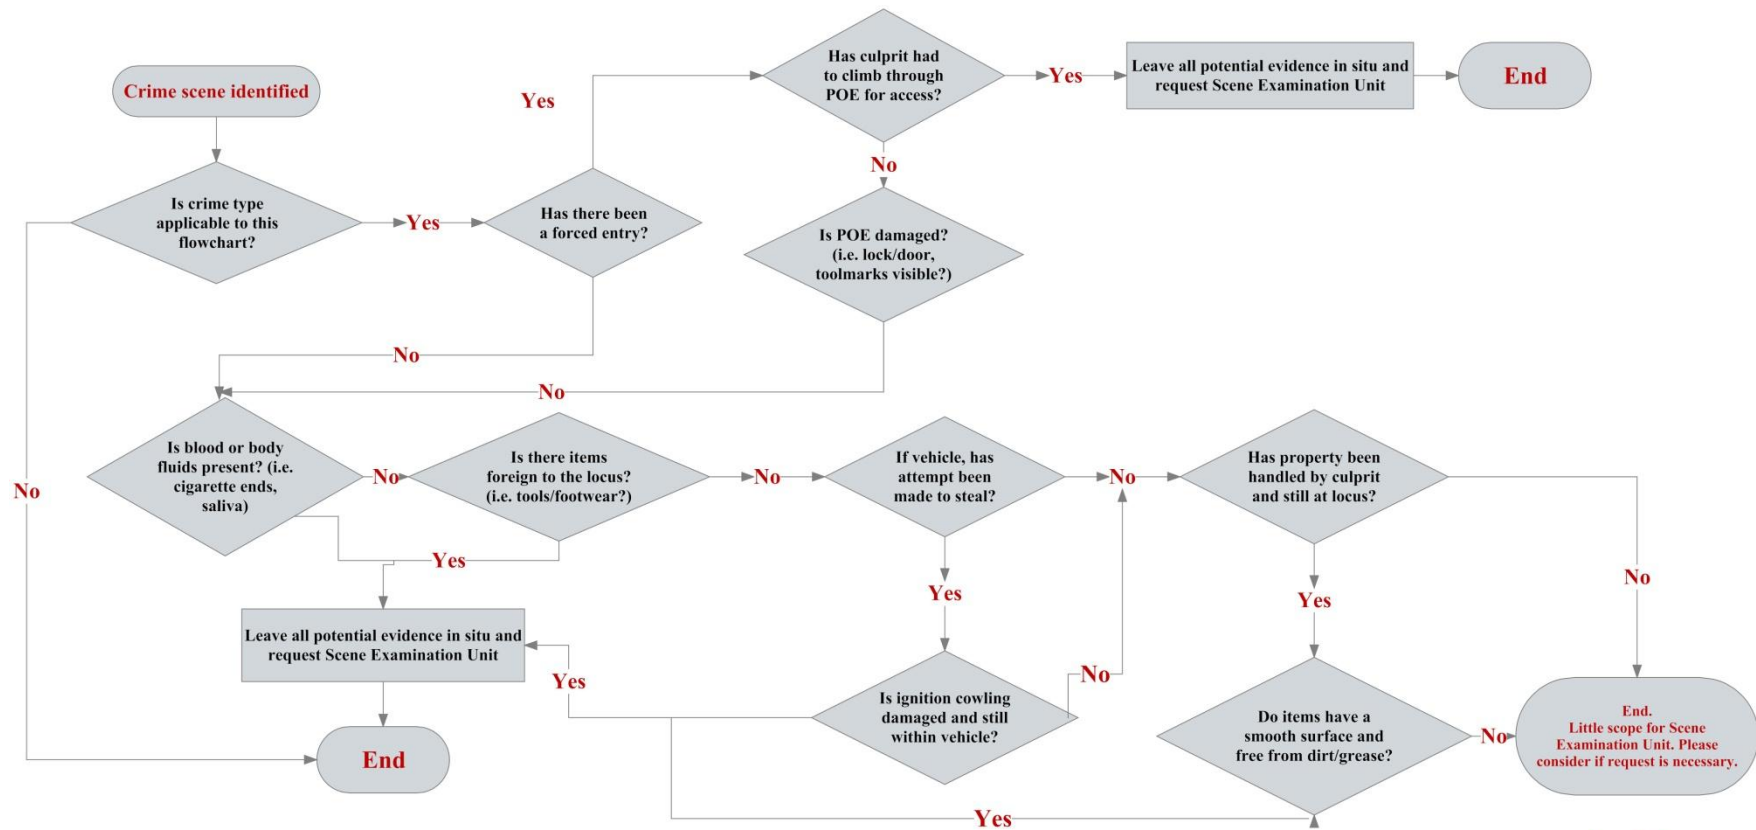 Crime scene identified
Is crime type
applicable to this
flowchart?
Yes
No
Has there been
a forced entry?
Yes
No
Has culprit had
to climb through
POE for access?
Yes
Leave all potential evidence in situ and
request Scene Examination Unit
End
No
Is POE damaged?
(i.e. lock/door,
toolmarks visible?)
No
Is blood or body
fluids present? (i.e.
cigarette ends,
saliva)
No
Is there items
foreign to the locus?
(i.e. tools/footwear?)
Yes
No
If vehicle, has
attempt been
made to steal?
No
Yes
Has property been
handled by culprit
and still at locus?
No
Yes
Leave all potential evidence in situ and
request Scene Examination Unit
End
Yes
Is ignition cowling
damaged and still
within vehicle?
No
Do items have a
smooth surface and
free from dirt/grease?
No
Yes
End.
Little scope for Scene
Examination Unit. Please
consider if request is necessary.